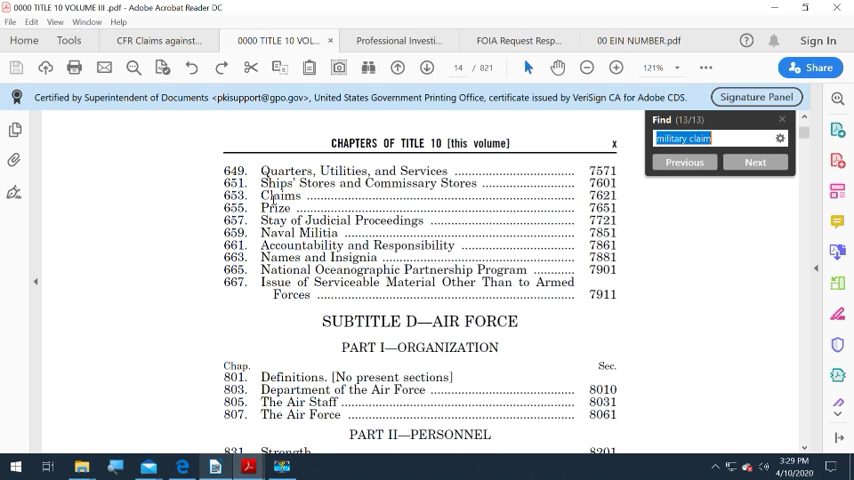 0000 TITLE 10 VOLUME III .pdf - Adobe Acrobat Reader DC
File Edit View Window Help
Home Tools CFR Claims against... 0000 TITLE 10 VOL... × Professional Investi... FOIA Request Resp... 00 EIN NUMBER.pdf Sign In
14 / 821 121% Share
Certified by Superintendent of Documents <pkisupport@gpo.gov>, United States Government Printing Office, certificate issued by VeriSign CA for Adobe CDS. Signature Panel
Find (13/13)
military claim
Previous Next
CHAPTERS OF TITLE 10 [this volume] x
649. Quarters, Utilities, and Services 7571
651. Ships' Stores and Commissary Stores 7601
653. Claims 7621
655. Prize 7651
657. Stay of Judicial Proceedings 7721
659. Naval Militia 7851
661. Accountability and Responsibility 7861
663. Names and Insignia 7881
665. National Oceanographic Partnership Program 7901
667. Issue of Serviceable Material Other Than to Armed
Forces 7911
SUBTITLE D—AIR FORCE
PART I—ORGANIZATION
Chap. Sec.
801. Definitions. [No present sections]
803. Department of the Air Force 8010
805. The Air Staff 8031
807. The Air Force 8061
PART II—PERSONNEL
831. Strength 8201
3:29 PM
4/10/2020